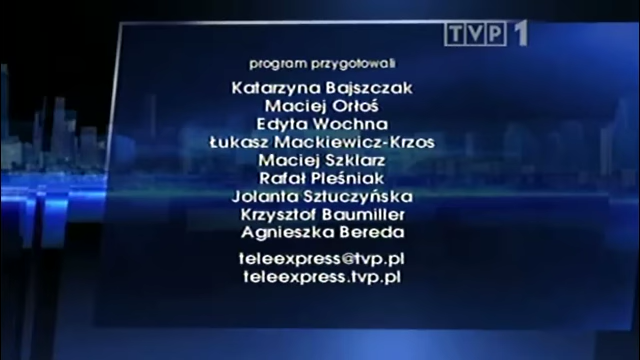 TVP 1
program przygotowali
Katarzyna Bajszczak
Maciej Orłoś
Edyta Wochna
Łukasz Mackiewicz-Krzos
Maciej Szklarz
Rafał Pleśniak
Jolanta Sztuczyńska
Krzysztof Baumiller
Agnieszka Bereda
teleexpress@tvp.pl
teleexpress.tvp.pl